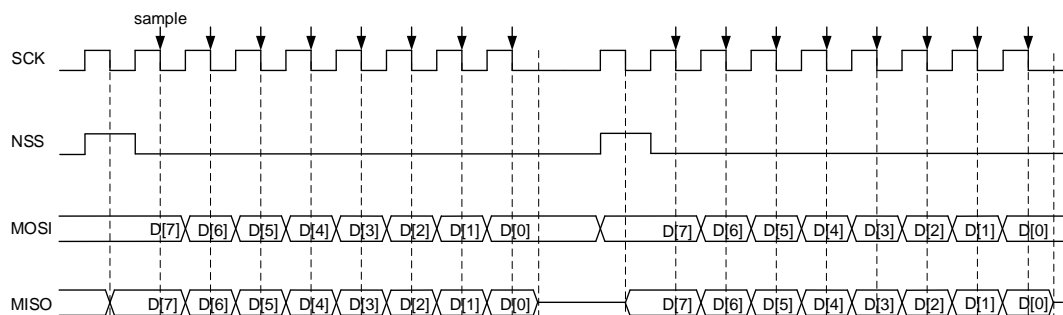 sample
SCK
NSS
MOSI D[7] D[6] D[5] D[4] D[3] D[2] D[1] D[0] D[7] D[6] D[5] D[4] D[3] D[2] D[1] D[0]
MISO D[7] D[6] D[5] D[4] D[3] D[2] D[1] D[0] D[7] D[6] D[5] D[4] D[3] D[2] D[1] D[0]